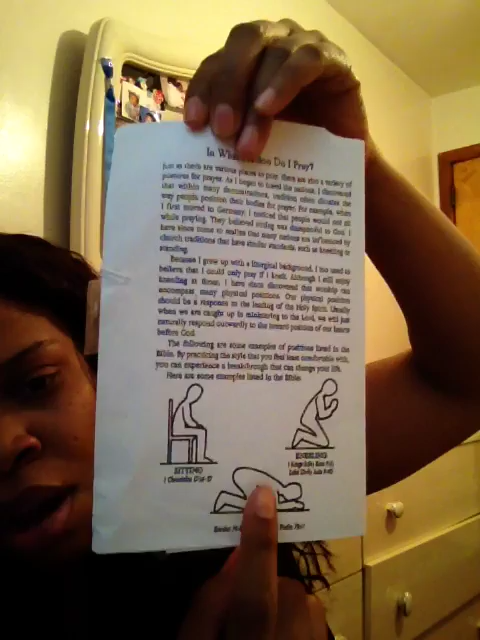 In What Position Do I Pray?
Just as there are various places to pray, there are also a variety of
positions for prayer. As I began to travel the nations, I discovered
that within many denominations, tradition often dictates the
way people position their bodies for prayer. For example, when
I first moved to Germany, I noticed that people would not sit
while praying. They believed sitting was disrespectful to God. I
have since come to realize that many nations are influenced by
church traditions that have similar standards, such as kneeling or
standing.
Because I grew up with a liturgical background, I too used to
believe that I could only pray if I knelt. Although I still enjoy
kneeling at times, I have since discovered that worship can
encompass many physical positions. Our physical position
should be a response to the leading of the Holy Spirit. Usually
when we are caught up in ministering to the Lord, we will just
naturally respond outwardly to the inward position of our hearts
before God.
The following are some examples of positions listed in the
Bible. By practicing the style that you feel most comfortable with,
you can experience a breakthrough that can change your life.
Here are some examples listed in the Bible:
SITTING
KNEELING
1 Chronicles
1 Kings
Psalm